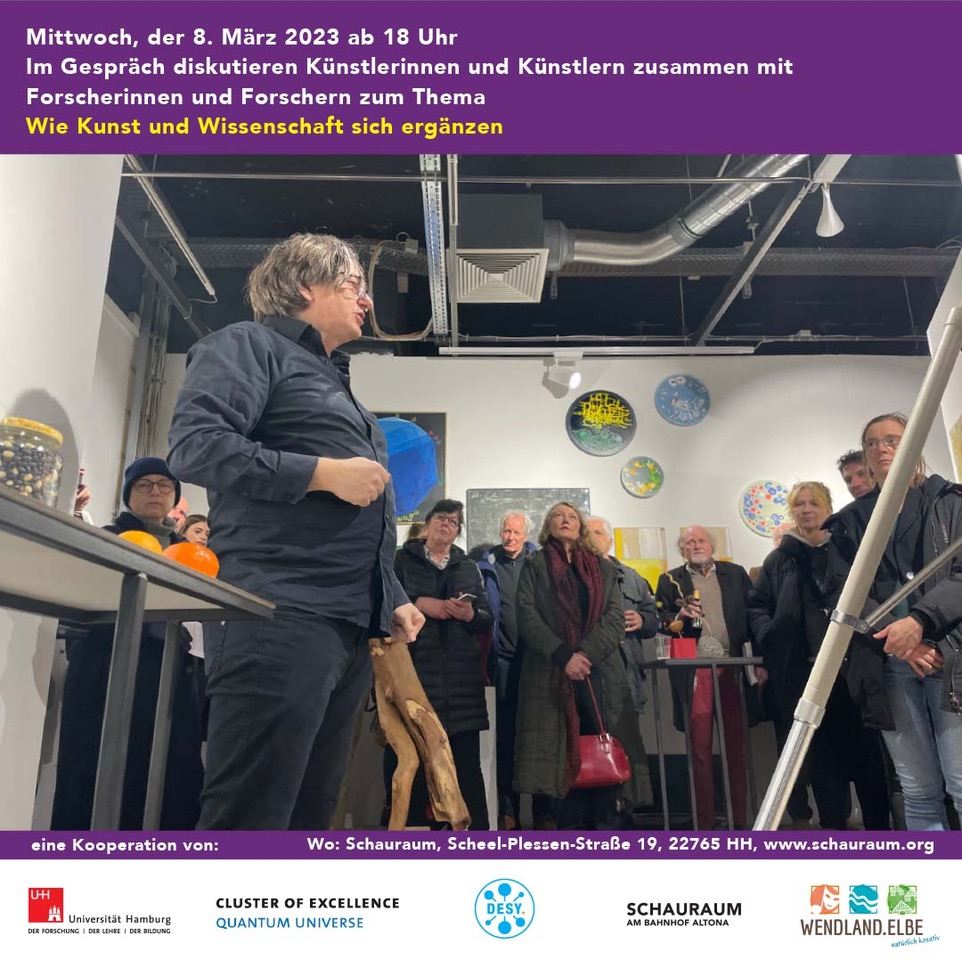 Mittwoch, der 8. März 2023 ab 18 Uhr
Im Gespräch diskutieren Künstlerinnen und Künstlern zusammen mit
Forscherinnen und Forschern zum Thema
Wie Kunst und Wissenschaft sich ergänzen
eine Kooperation von:
Wo: Schauraum, Scheel-Plessen-Straße 19, 22765 HH, www.schauraum.org
UHH
Universität Hamburg
DER FORSCHUNG | DER LEHRE | DER BILDUNG
CLUSTER OF EXCELLENCE
QUANTUM UNIVERSE
DESY.
SCHAURAUM
AM BAHNHOF ALTONA
WENDLAND.ELBE
natürlich kreativ